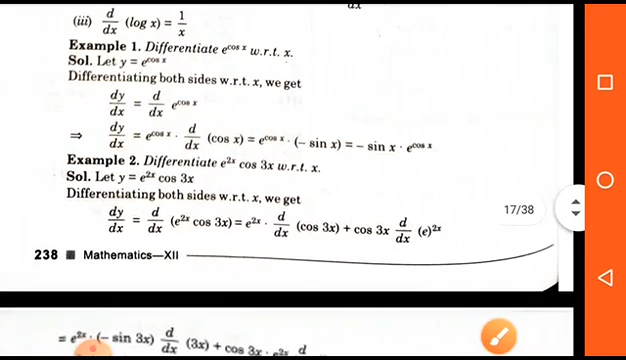 dx
(iii) d/dx (log x) = 1/x
Example 1. Differentiate e^{cos x} w.r.t. x.
Sol. Let y = e^{cos x}
Differentiating both sides w.r.t. x, we get
dy/dx = d/dx e^{cos x}
⇒ dy/dx = e^{cos x} · d/dx (cos x) = e^{cos x} · (– sin x) = – sin x · e^{cos x}
Example 2. Differentiate e^{2x} cos 3x w.r.t. x.
Sol. Let y = e^{2x} cos 3x
Differentiating both sides w.r.t. x, we get
dy/dx = d/dx (e^{2x} cos 3x) = e^{2x} · d/dx (cos 3x) + cos 3x d/dx (e)^{2x}
17/38
238 ■ Mathematics—XII
= e^{2x} · (– sin 3x) d/dx (3x) + cos 3x · e^{2x} d